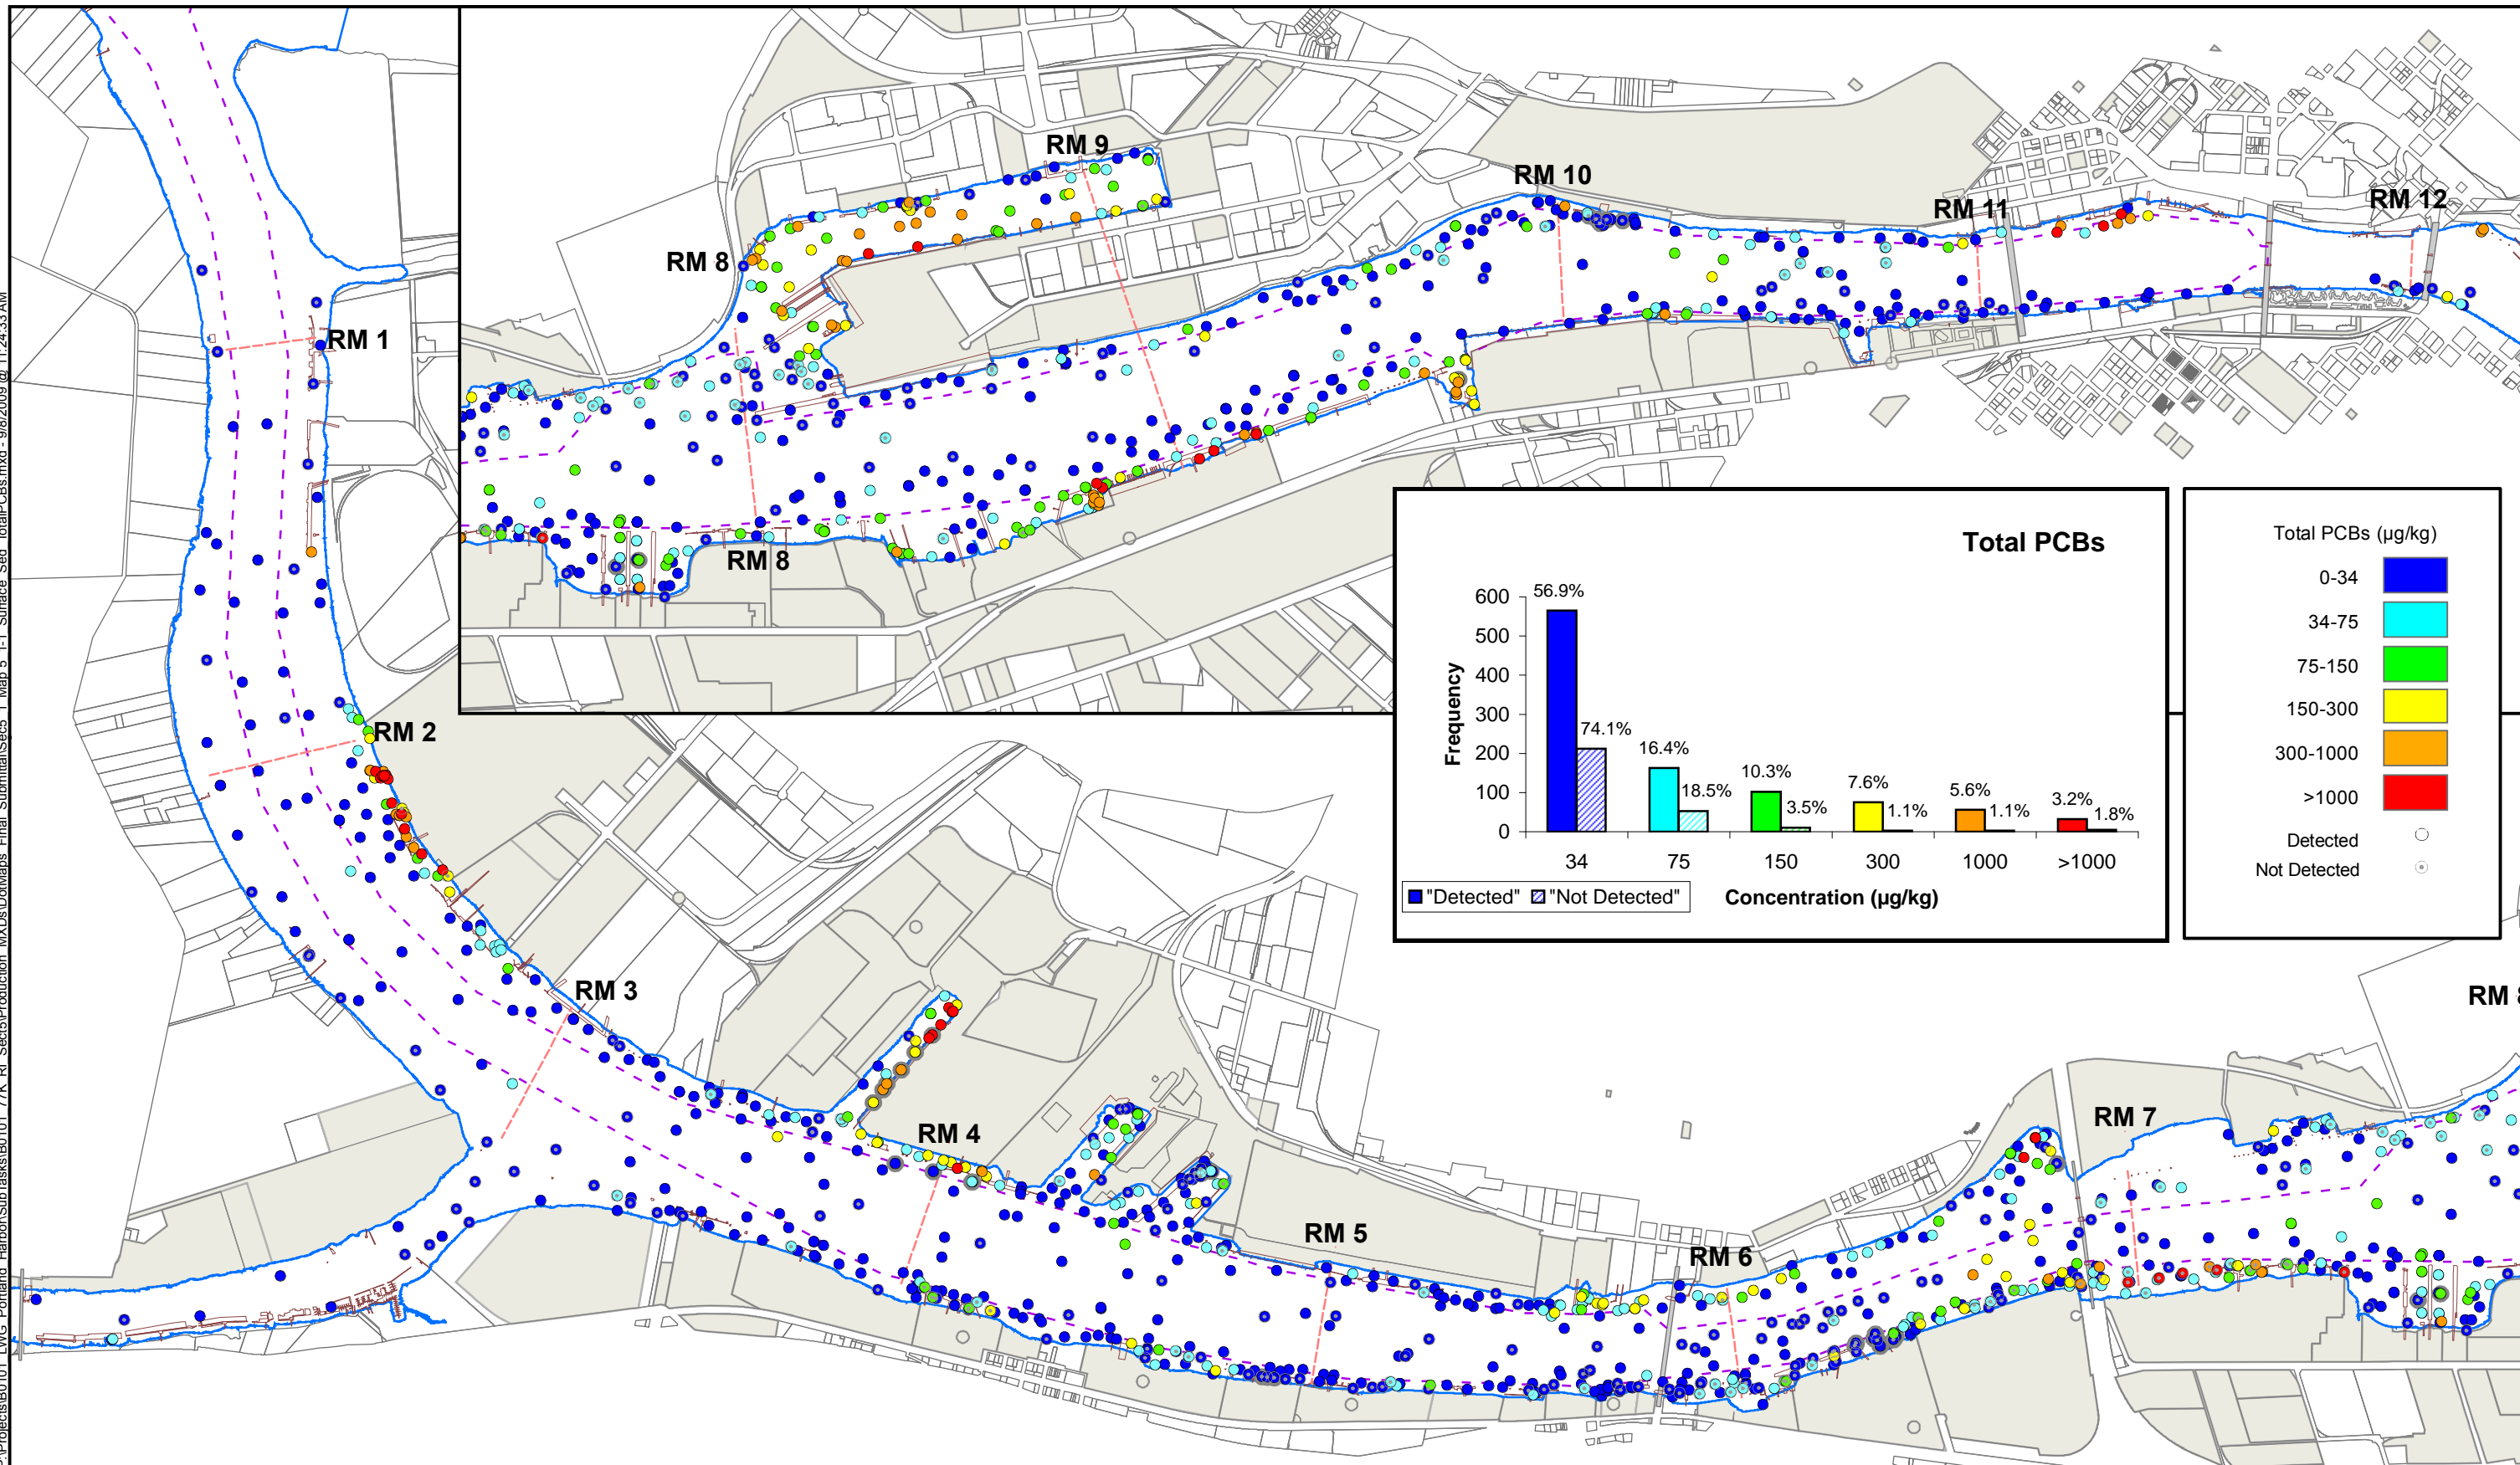 RM 9
RM 10
RM 11
RM 12
RM 8
RM 1
RM 8
RM 2
Total PCBs
Frequency
600
500
400
300
200
100
0
56.9%
74.1%
16.4%
18.5%
10.3%
3.5%
7.6%
1.1%
5.6%
1.1%
3.2%
1.8%
34
75
150
300
1000
>1000
"Detected" "Not Detected"
Concentration (µg/kg)
Total PCBs (µg/kg)
0-34
34-75
75-150
150-300
300-1000
>1000
Detected
Not Detected
RM 3
RM 4
RM 5
RM 6
RM 7
RM